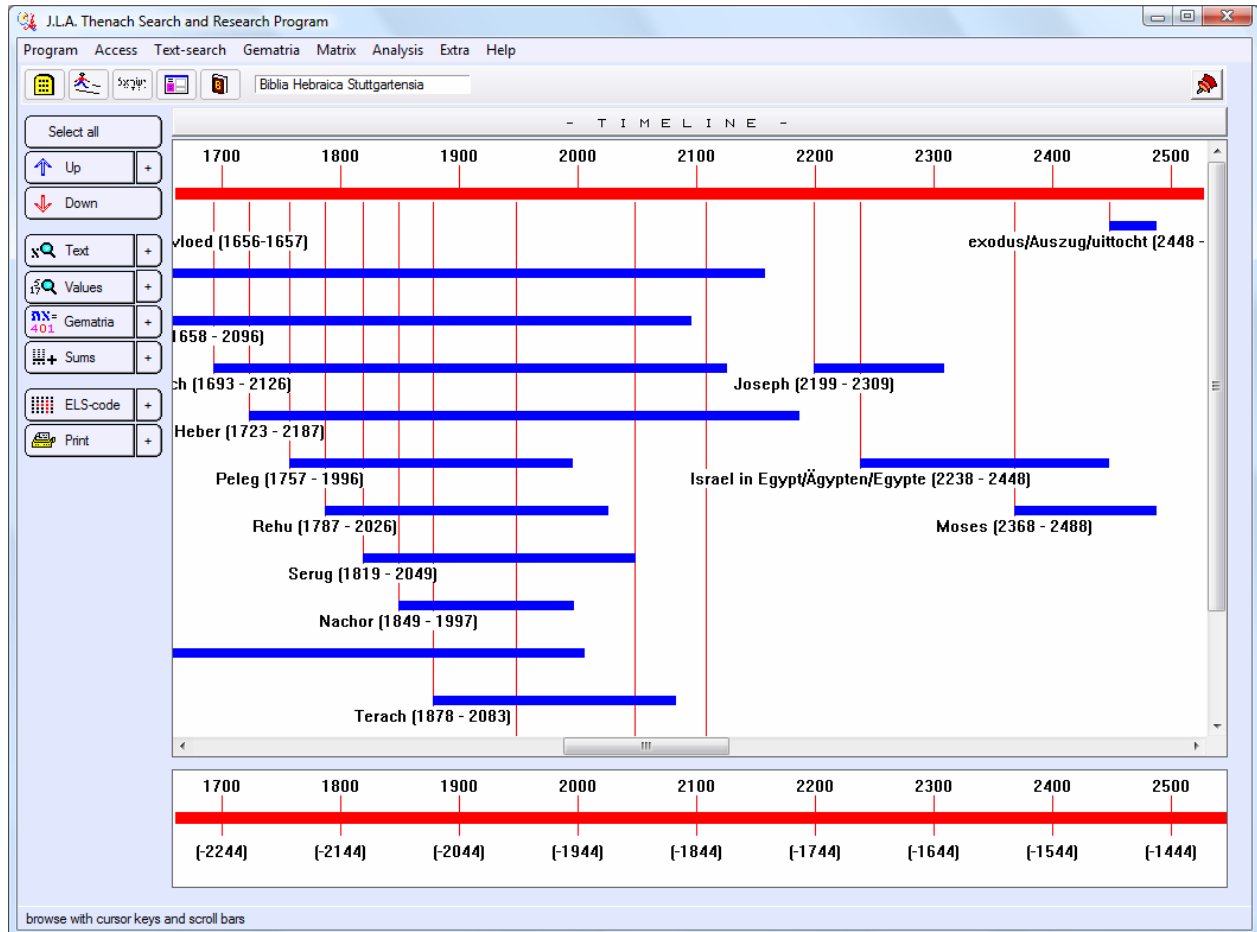 J.L.A. Thenach Search and Research Program
Program Access Text-search Gematria Matrix Analysis Extra Help
Biblia Hebraica Stuttgartensia
Select all
Up +
Down
Text +
Values +
401 Gematria +
Sums +
ELS-code +
Print +
- T I M E L I N E -
1700 1800 1900 2000 2100 2200 2300 2400 2500
vloed (1656-1657)
exodus/Auszug/uittocht (2448 -
1658 - 2096)
ch (1693 - 2126)
Joseph (2199 - 2309)
Heber (1723 - 2187)
Peleg (1757 - 1996)
Israel in Egypt/Ägypten/Egypte (2238 - 2448)
Rehu (1787 - 2026)
Moses (2368 - 2488)
Serug (1819 - 2049)
Nachor (1849 - 1997)
Terach (1878 - 2083)
1700 1800 1900 2000 2100 2200 2300 2400 2500
(-2244) (-2144) (-2044) (-1944) (-1844) (-1744) (-1644) (-1544) (-1444)
browse with cursor keys and scroll bars